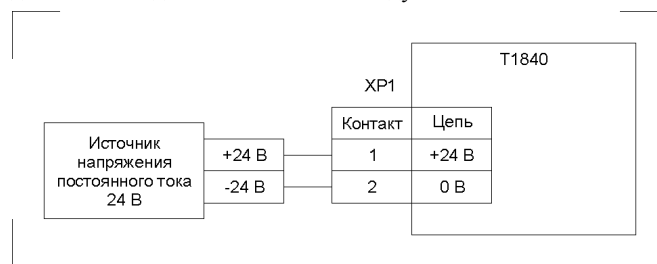 T1840
XP1
Контакт Цепь
Источник
напряжения
постоянного тока
24 В
+24 В 1 +24 В
-24 В 2 0 В